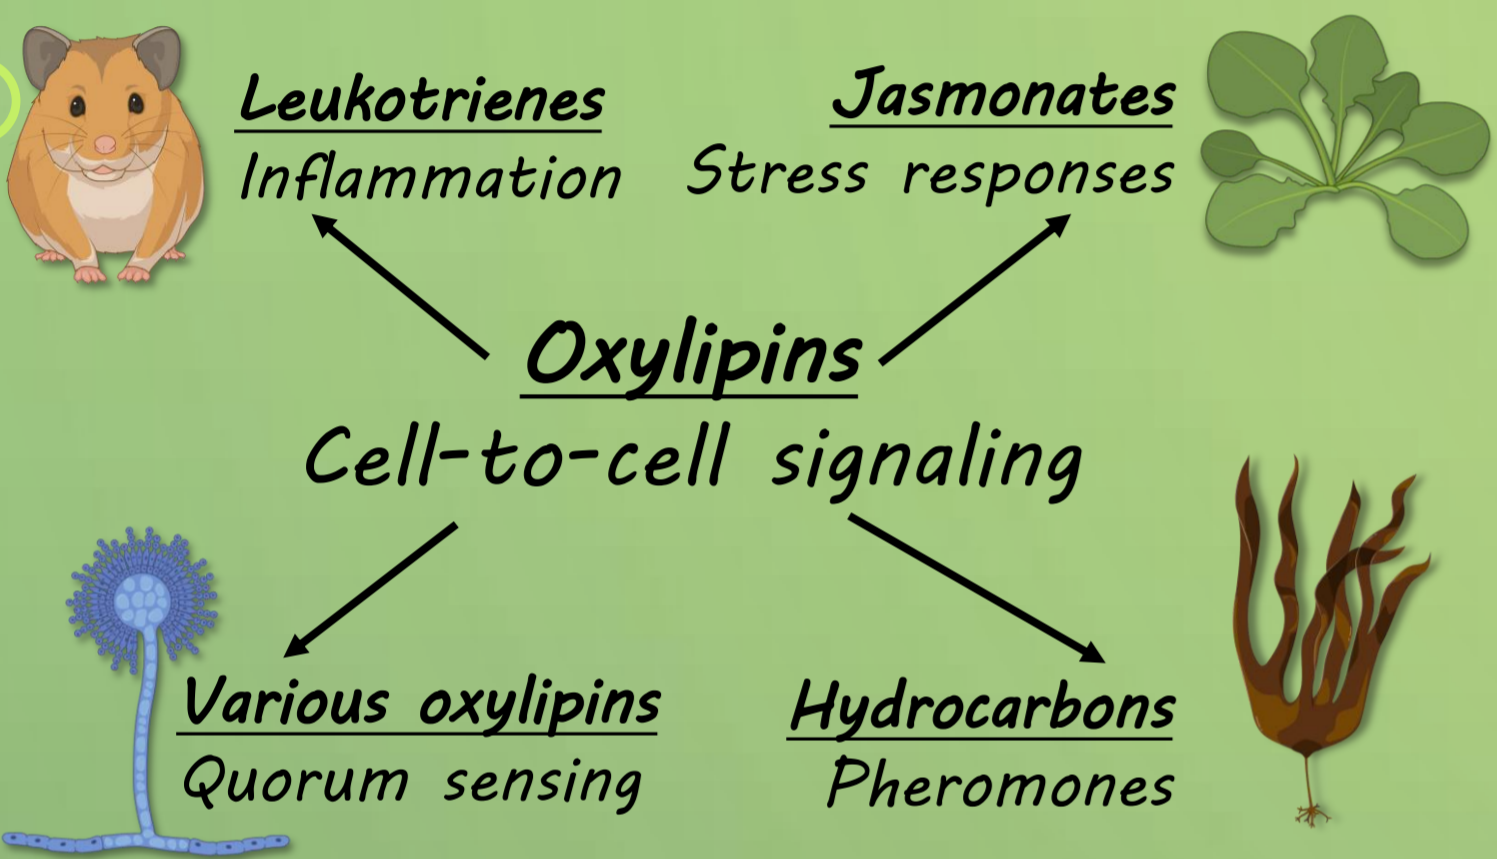 Leukotrienes
Inflammation
Jasmonates
Stress responses
Oxylipins
Cell-to-cell signaling
Various oxylipins
Quorum sensing
Hydrocarbons
Pheromones